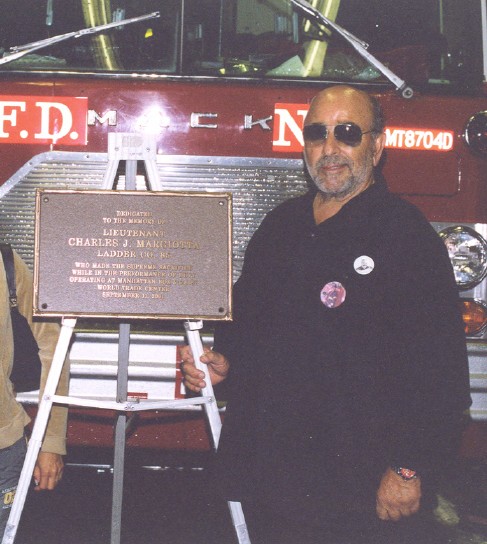 F.D.
MACK
N
MT8704D
DEDICATED
TO THE MEMORY OF
LIEUTENANT
CHARLES J. MARGIOTTA
LADDER CO.
WHO MADE THE SUPREME SACRIFICE
WHILE IN THE PERFORMANCE OF DUTY
OPERATING AT MANHATTAN BOX
WORLD TRADE CENTER
SEPTEMBER 11, 2001